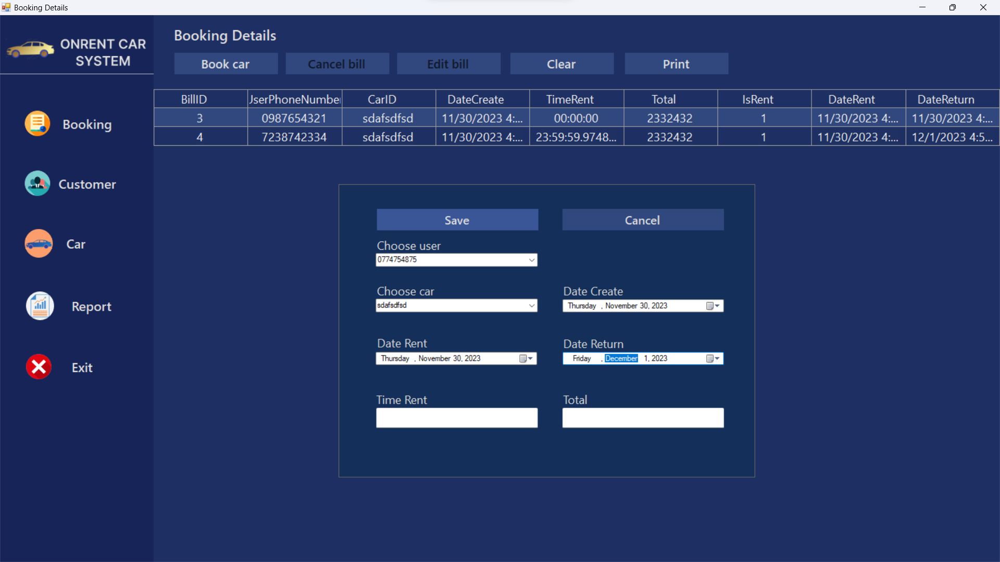 Booking Details
ONRENT CAR
SYSTEM
Booking
Customer
Car
Report
Exit
Booking Details
Book car Cancel bill Edit bill Clear Print
BillID JserPhoneNumber CarID DateCreate TimeRent Total IsRent DateRent DateReturn
3 0987654321 sdafsdfsd 11/30/2023 4:... 00:00:00 2332432 1 11/30/2023 4:... 11/30/2023 4:...
4 7238742334 sdafsdfsd 11/30/2023 4:... 23:59:59.9748... 2332432 1 11/30/2023 4:... 12/1/2023 4:5...
Save Cancel
Choose user
0774754875
Choose car Date Create
sdafsdfsd Thursday , November 30, 2023
Date Rent Date Return
Thursday , November 30, 2023 Friday , December 1, 2023
Time Rent Total